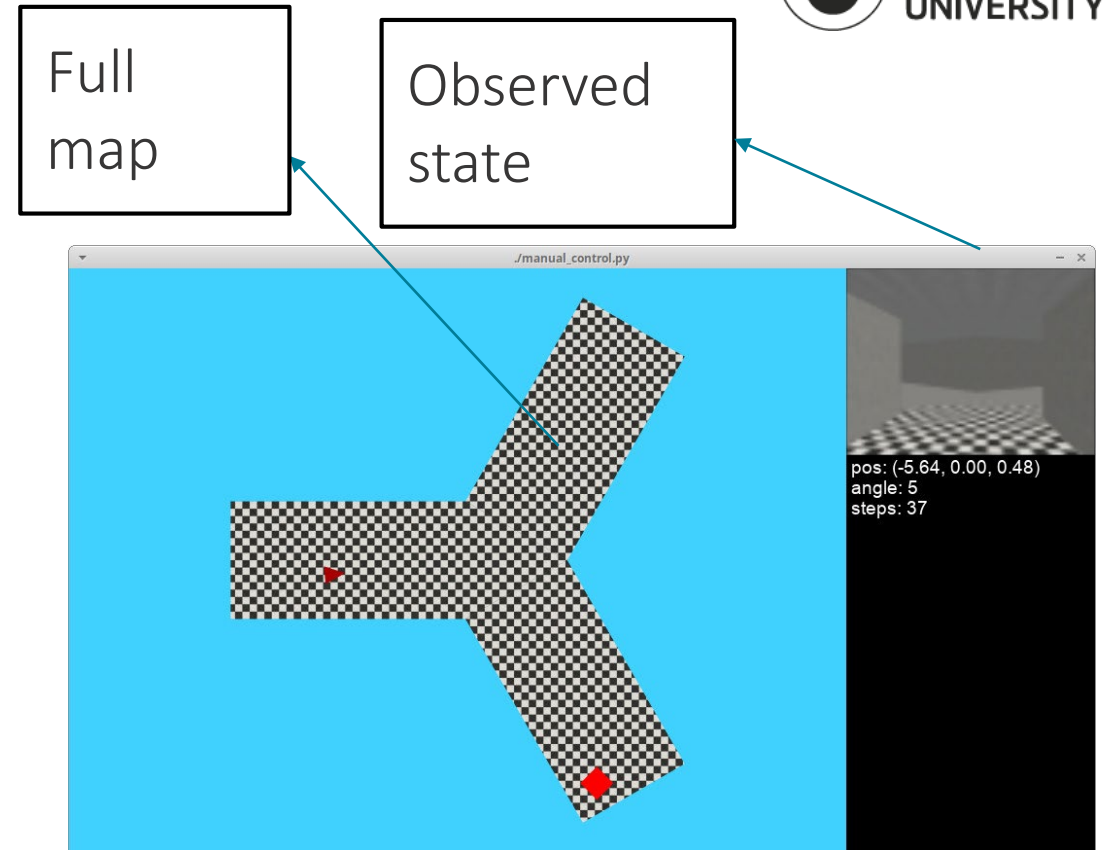 UNIVERSITY
Full
map
Observed
state
./manual_control.py
pos: (-5.64, 0.00, 0.48)
angle: 5
steps: 37